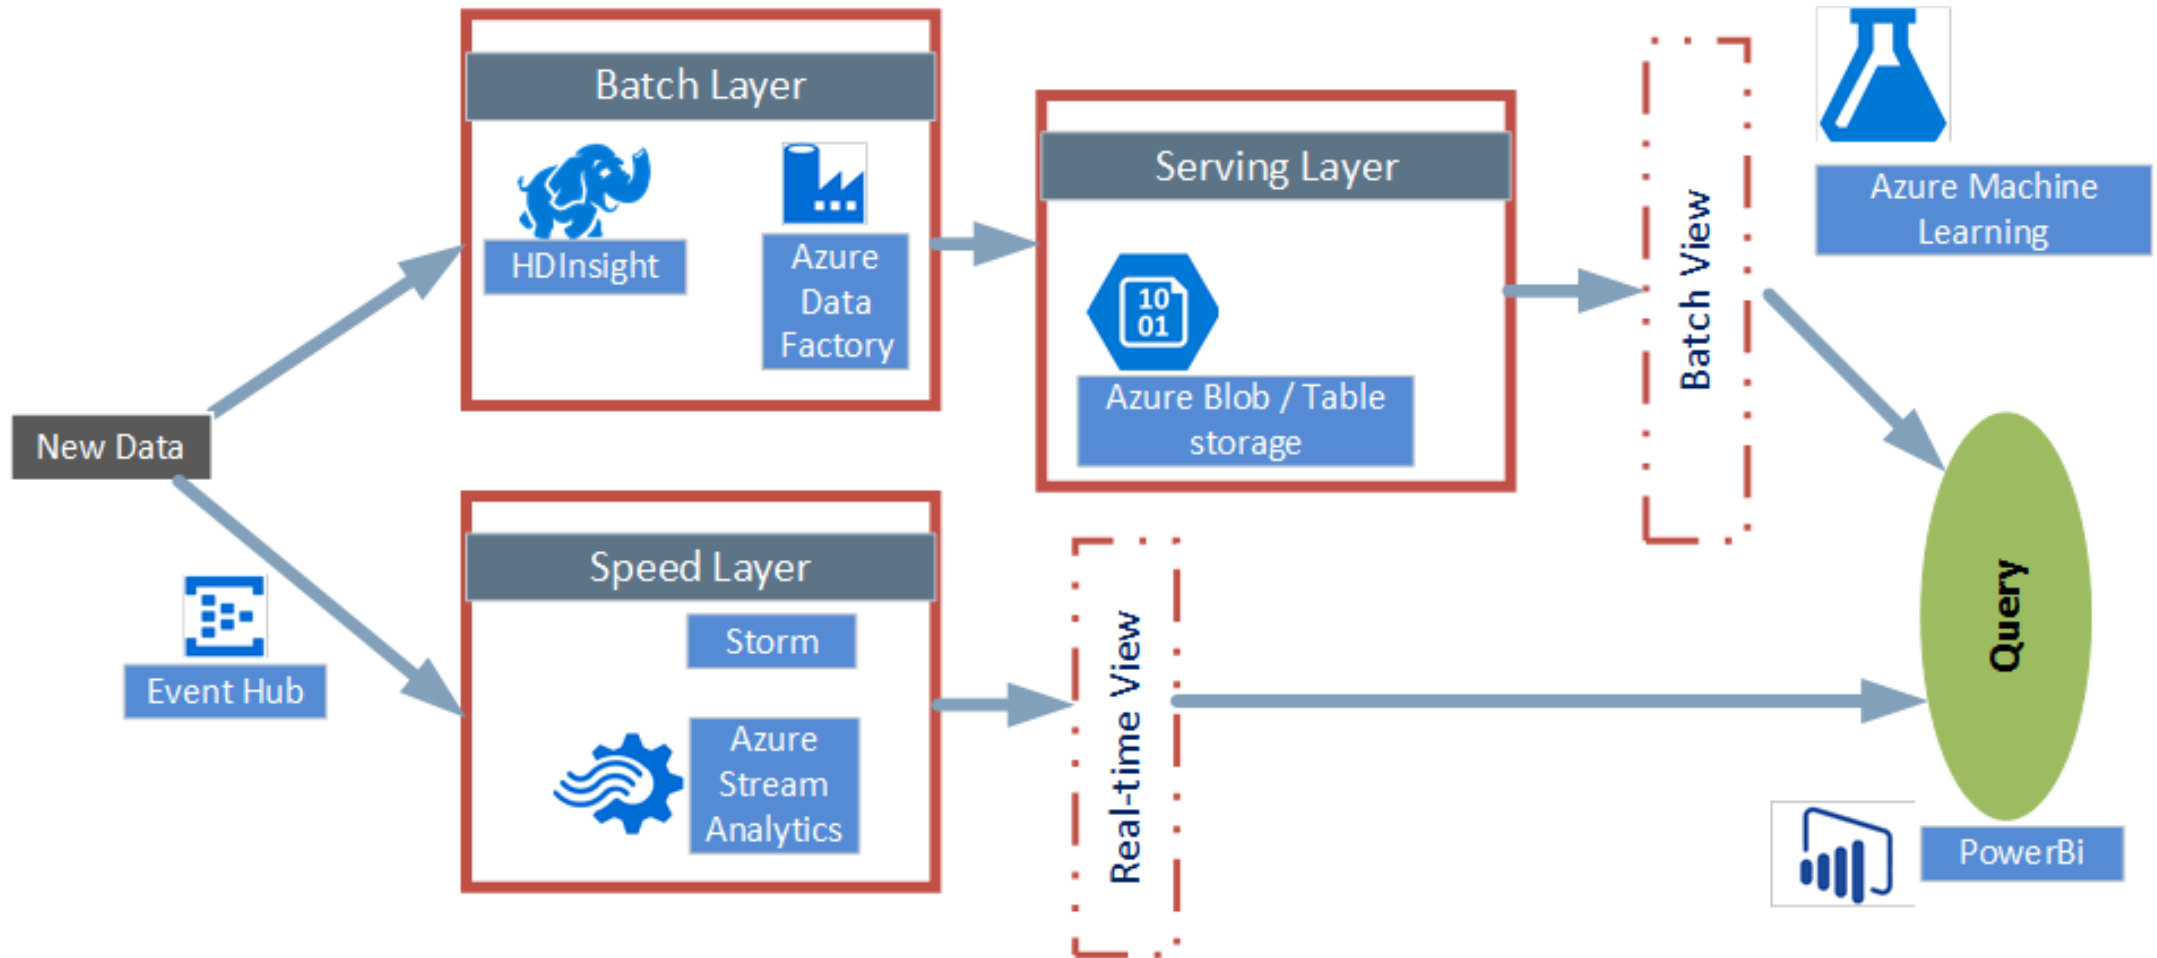 Batch Layer
HDInsight
Azure
Data
Factory
Serving Layer
10
01
Azure Blob / Table
storage
Batch View
Azure Machine
Learning
New Data
Event Hub
Speed Layer
Storm
Azure
Stream
Analytics
Real-time View
Query
PowerBi